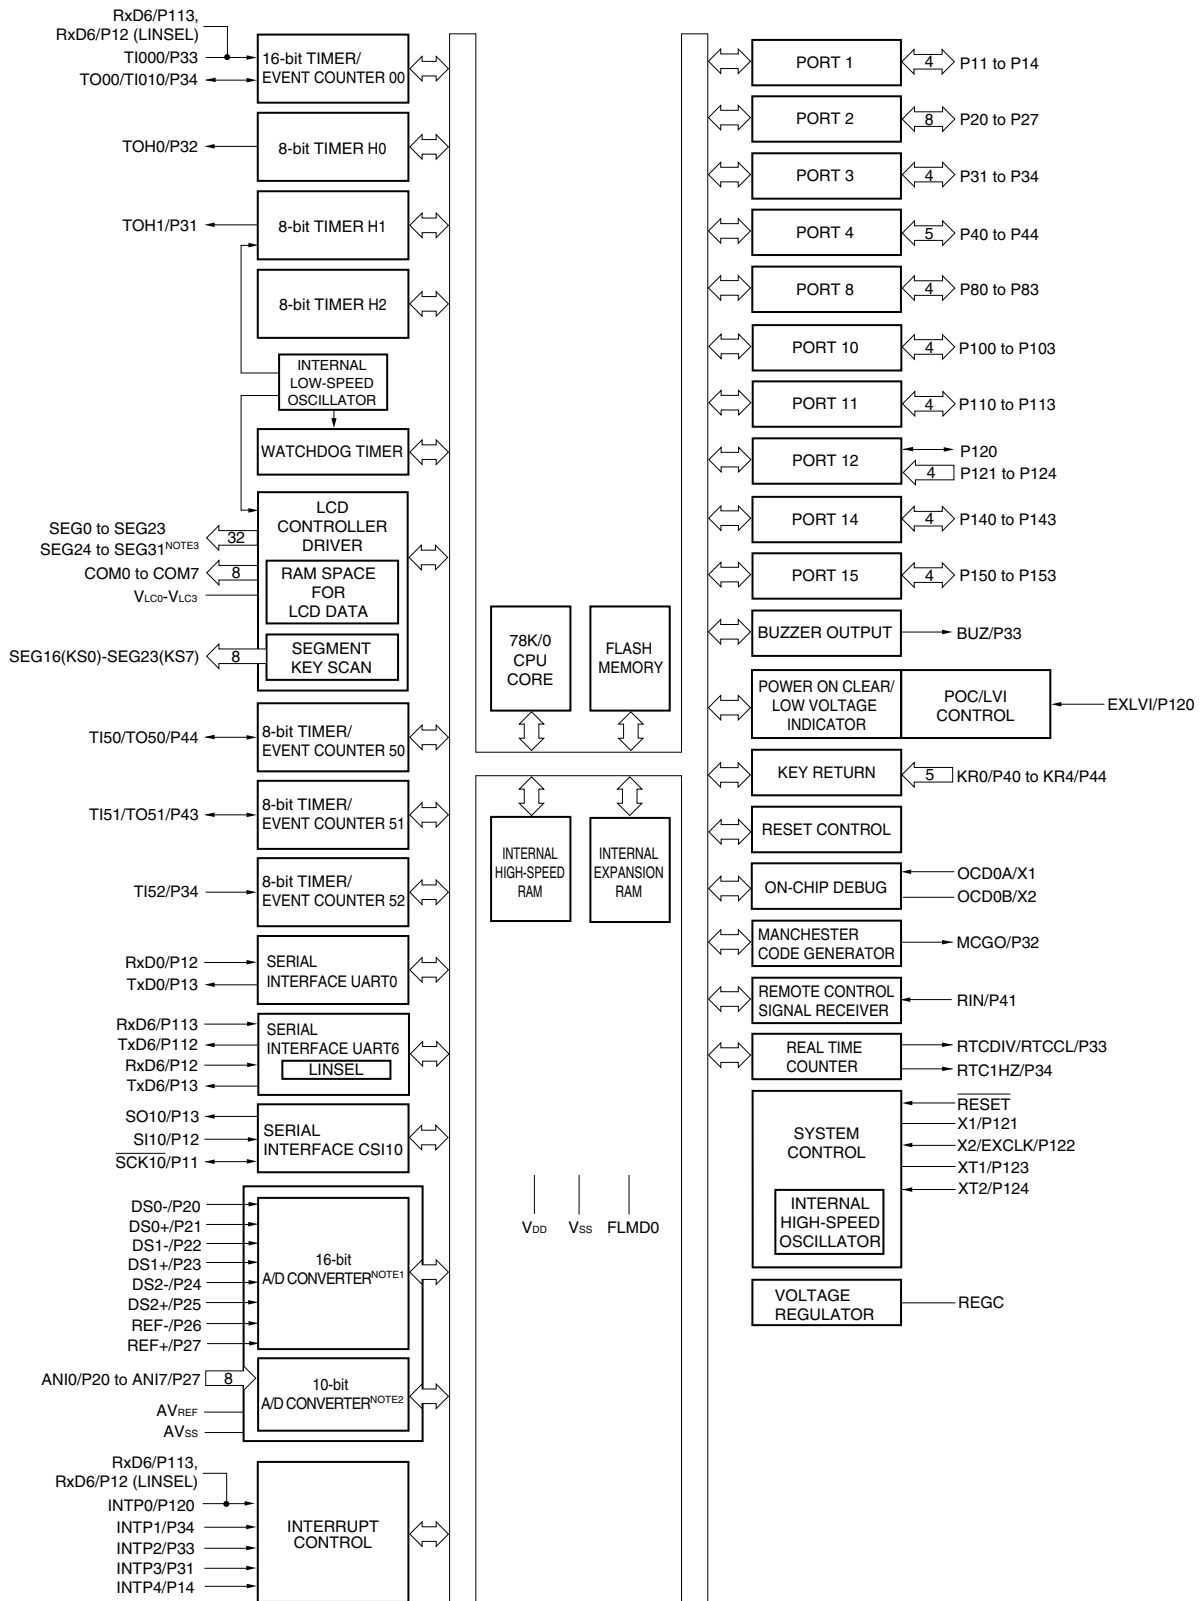 RxD6/P113,
RxD6/P12 (LINSEL)
TI000/P33
TO00/TI010/P34
16-bit TIMER/
EVENT COUNTER 00
TOH0/P32
8-bit TIMER H0
TOH1/P31
8-bit TIMER H1
8-bit TIMER H2
INTERNAL
LOW-SPEED
OSCILLATOR
WATCHDOG TIMER
SEG0 to SEG23
SEG24 to SEG31NOTE3
32
COM0 to COM7
8
VLC0-VLC3
SEG16(KS0)-SEG23(KS7)
8
LCD
CONTROLLER
DRIVER
RAM SPACE
FOR
LCD DATA
SEGMENT
KEY SCAN
TI50/TO50/P44
8-bit TIMER/
EVENT COUNTER 50
TI51/TO51/P43
8-bit TIMER/
EVENT COUNTER 51
TI52/P34
8-bit TIMER/
EVENT COUNTER 52
RxD0/P12
TxD0/P13
SERIAL
INTERFACE UART0
RxD6/P113
TxD6/P112
RxD6/P12
TxD6/P13
SERIAL
INTERFACE UART6
LINSEL
SO10/P13
SI10/P12
SCK10/P11
SERIAL
INTERFACE CSI10
DS0-/P20
DS0+/P21
DS1-/P22
DS1+/P23
DS2-/P24
DS2+/P25
REF-/P26
REF+/P27
16-bit
A/D CONVERTERNOTE1
ANI0/P20 to ANI7/P27
8
10-bit
A/D CONVERTERNOTE2
AVREF
AVSS
RxD6/P113,
RxD6/P12 (LINSEL)
INTP0/P120
INTP1/P34
INTP2/P33
INTP3/P31
INTP4/P14
INTERRUPT
CONTROL
78K/0
CPU
CORE
FLASH
MEMORY
INTERNAL
HIGH-SPEED
RAM
INTERNAL
EXPANSION
RAM
VDD
VSS
FLMD0
PORT 1
4
P11 to P14
PORT 2
8
P20 to P27
PORT 3
4
P31 to P34
PORT 4
5
P40 to P44
PORT 8
4
P80 to P83
PORT 10
4
P100 to P103
PORT 11
4
P110 to P113
PORT 12
P120
4
P121 to P124
PORT 14
4
P140 to P143
PORT 15
4
P150 to P153
BUZZER OUTPUT
BUZ/P33
POWER ON CLEAR/
LOW VOLTAGE
INDICATOR
POC/LVI
CONTROL
EXLVI/P120
KEY RETURN
5
KR0/P40 to KR4/P44
RESET CONTROL
ON-CHIP DEBUG
OCD0A/X1
OCD0B/X2
MANCHESTER
CODE GENERATOR
MCGO/P32
REMOTE CONTROL
SIGNAL RECEIVER
RIN/P41
REAL TIME
COUNTER
RTCDIV/RTCCL/P33
RTC1HZ/P34
SYSTEM
CONTROL
INTERNAL
HIGH-SPEED
OSCILLATOR
RESET
X1/P121
X2/EXCLK/P122
XT1/P123
XT2/P124
VOLTAGE
REGULATOR
REGC